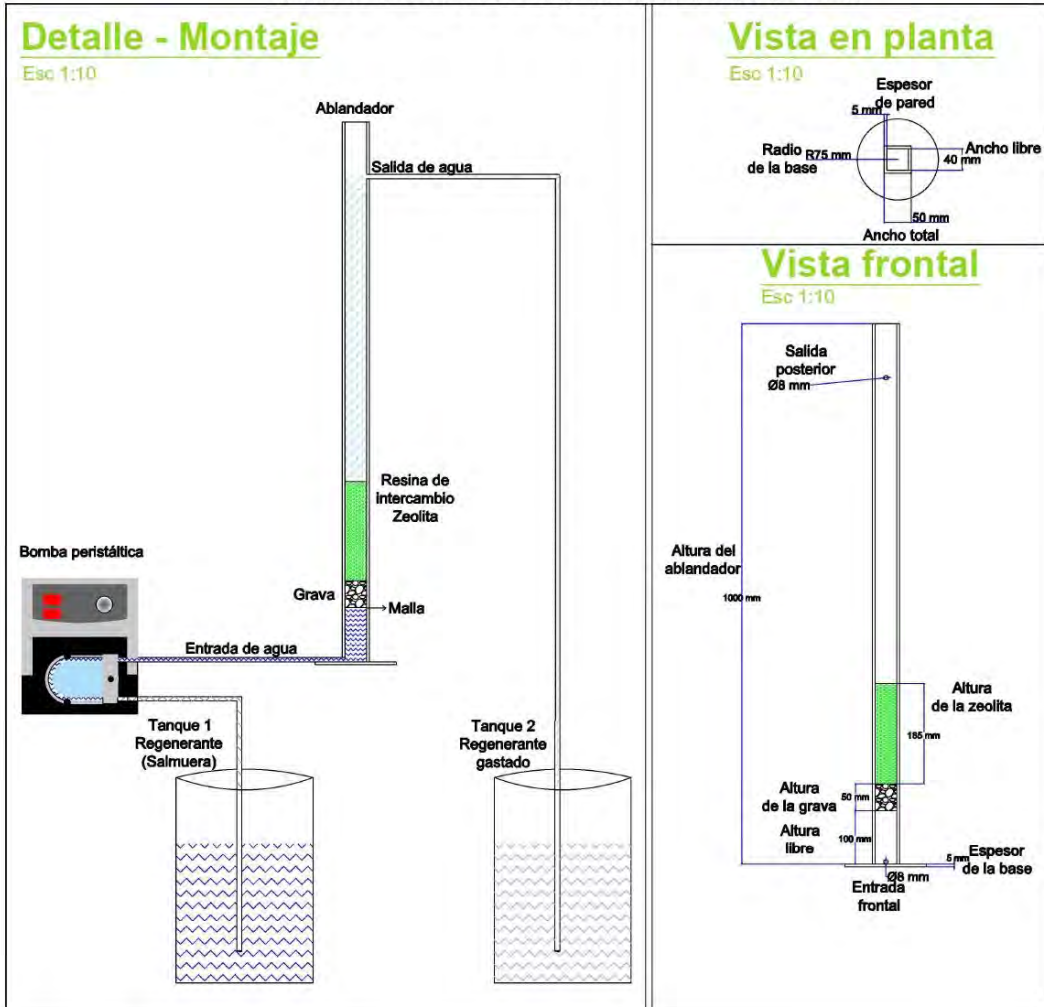 Detalle - Montaje
Esc 1:10
Ablandador
Salida de agua
Resina de
intercambio
Zeolita
Bomba peristáltica
Grava
Malla
Entrada de agua
Tanque 1
Regenerante
(Salmuera)
Tanque 2
Regenerante
gastado
Vista en planta
Esc 1:10
Espesor
de pared
5 mm
Radio
de la base
R75 mm
Ancho libre
40 mm
50 mm
Ancho total
Vista frontal
Esc 1:10
Salida
posterior
Ø8 mm
Altura del
ablandador
1000 mm
Altura
de la zeolita
185 mm
Altura
de la grava
50 mm
Altura
libre
100 mm
5 mm
Espesor
de la base
Ø8 mm
Entrada
frontal